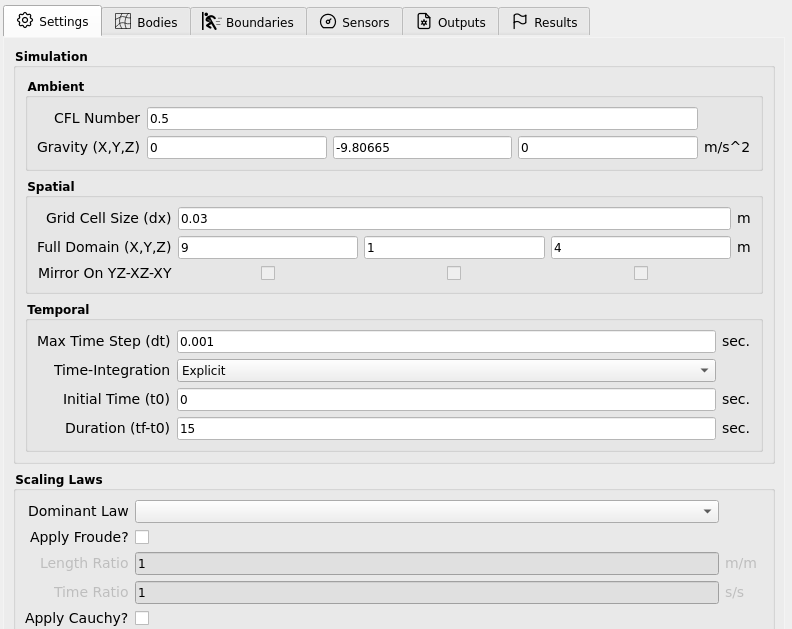 Settings Bodies Boundaries Sensors Outputs Results
Simulation
Ambient
CFL Number 0.5
Gravity (X,Y,Z) 0 -9.80665 0 m/s^2
Spatial
Grid Cell Size (dx) 0.03 m
Full Domain (X,Y,Z) 9 1 4 m
Mirror On YZ-XZ-XY
Temporal
Max Time Step (dt) 0.001 sec.
Time-Integration Explicit
Initial Time (t0) 0 sec.
Duration (tf-t0) 15 sec.
Scaling Laws
Dominant Law
Apply Froude?
Length Ratio 1 m/m
Time Ratio 1 s/s
Apply Cauchy?